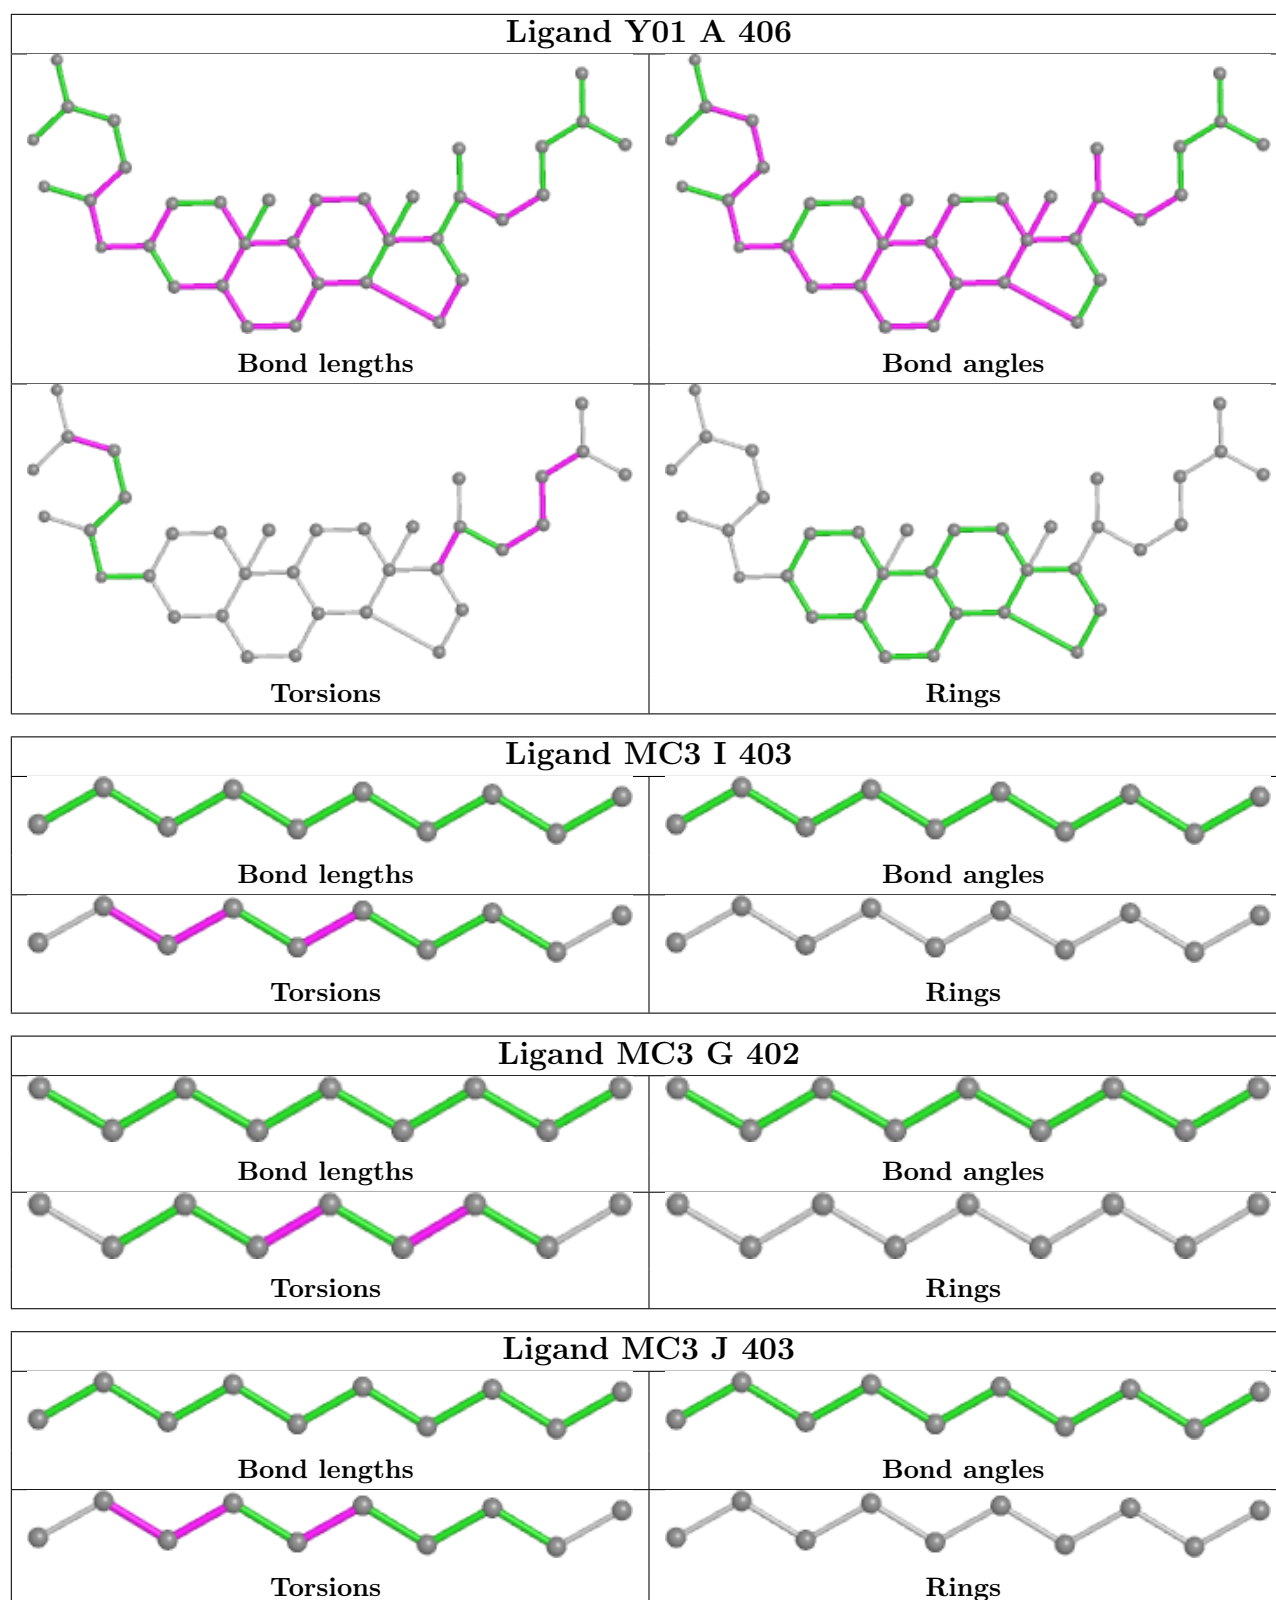 Ligand Y01 A 406
Bond lengths
Bond angles
Torsions
Rings
Ligand MC3 I 403
Bond lengths
Bond angles
Torsions
Rings
Ligand MC3 G 402
Bond lengths
Bond angles
Torsions
Rings
Ligand MC3 J 403
Bond lengths
Bond angles
Torsions
Rings